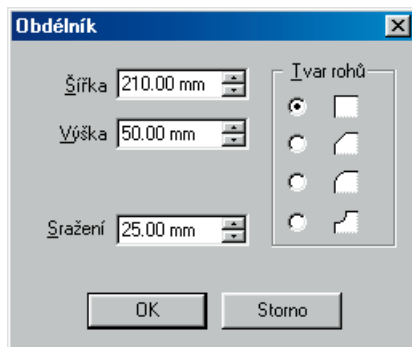 Obdélník
Šířka 210.00 mm
Výška 50.00 mm
Sražení 25.00 mm
Tvar rohů
OK
Storno